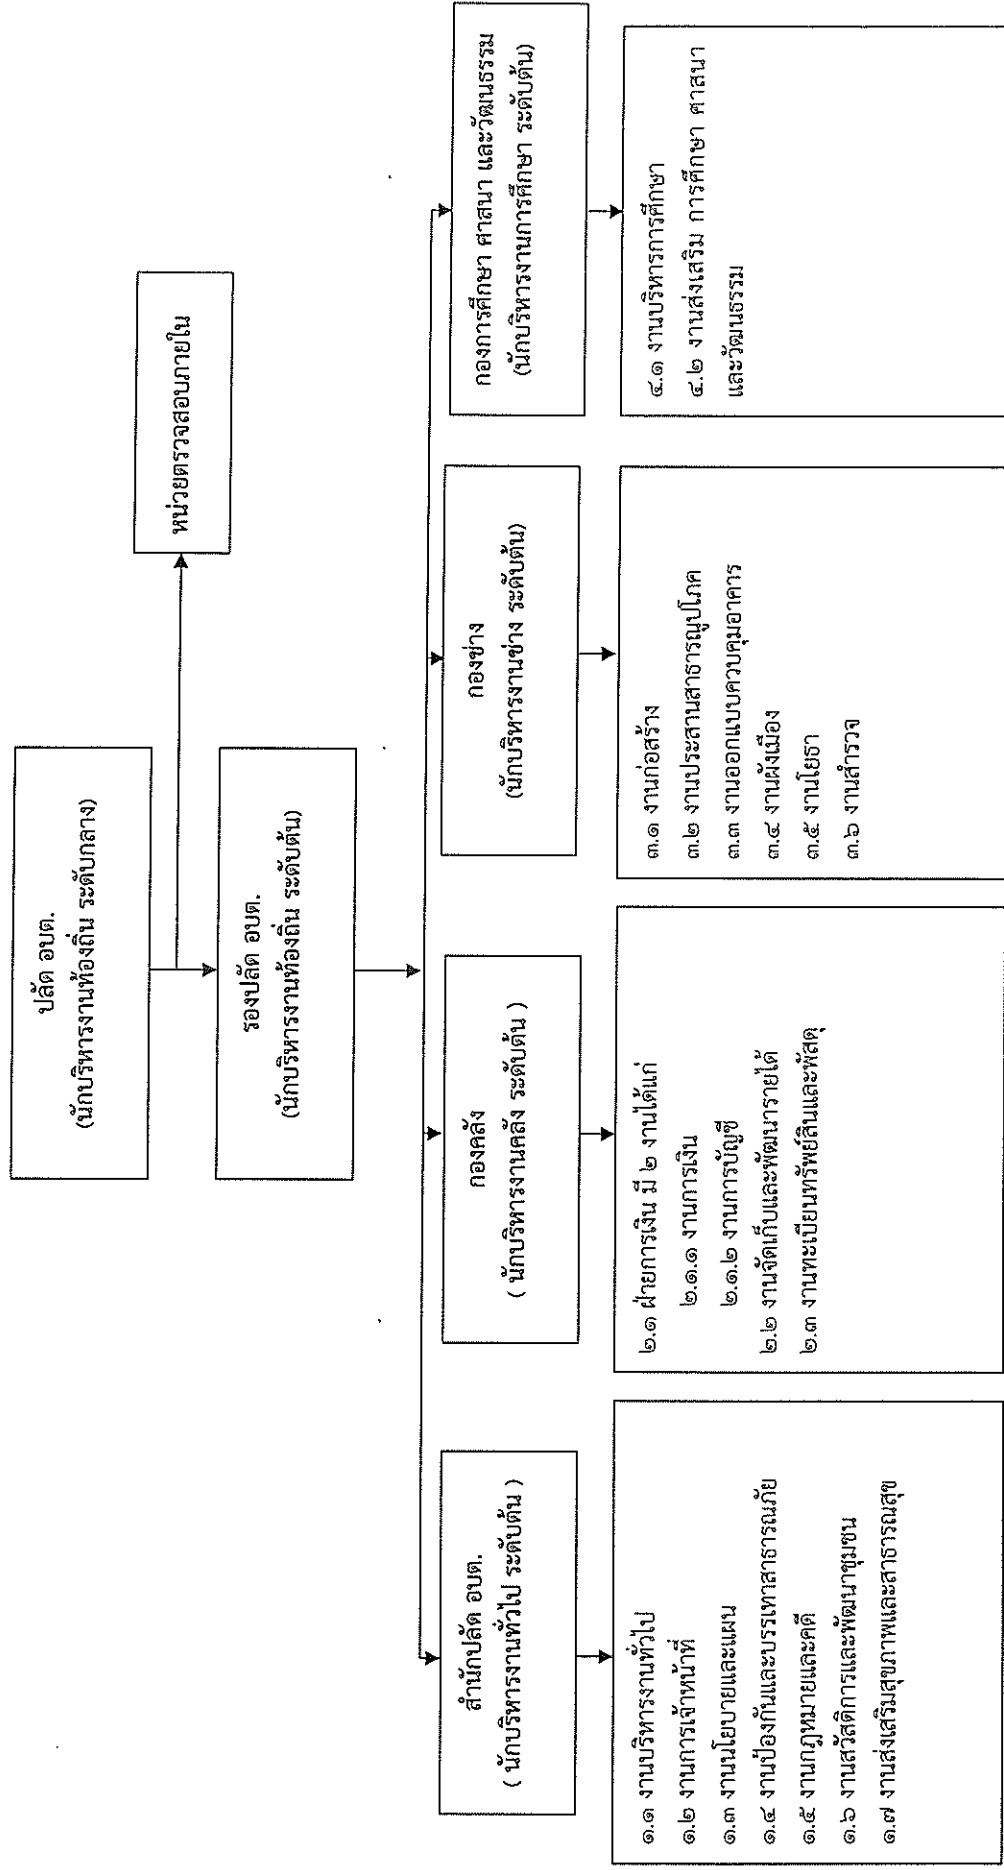 ปลัด อบต.
(นักบริหารงานท้องถิ่น ระดับกลาง)
หน่วยตรวจสอบภายใน
รองปลัด อบต.
(นักบริหารงานท้องถิ่น ระดับต้น)
สำนักปลัด อบต.
( นักบริหารงานทั่วไป ระดับต้น )
กองคลัง
( นักบริหารงานคลัง ระดับต้น )
กองช่าง
(นักบริหารงานช่าง ระดับต้น)
กองการศึกษา ศาสนา และวัฒนธรรม
(นักบริหารงานการศึกษา ระดับต้น)
๑.๑ งานบริหารงานทั่วไป
๑.๒ งานการเจ้าหน้าที่
๑.๓ งานนโยบายและแผน
๑.๔ งานป้องกันและบรรเทาสาธารณภัย
๑.๕ งานกฎหมายและคดี
๑.๖ งานสวัสดิการและพัฒนาชุมชน
๑.๗ งานส่งเสริมสุขภาพและสาธารณสุข
๒.๑ ฝ่ายการเงิน มี ๒ งานได้แก่
๒.๑.๑ งานการเงิน
๒.๑.๒ งานการบัญชี
๒.๒ งานจัดเก็บและพัฒนารายได้
๒.๓ งานทะเบียนทรัพย์สินและพัสดุ
๓.๑ งานก่อสร้าง
๓.๒ งานประสานสาธารณูปโภค
๓.๓ งานออกแบบควบคุมอาคาร
๓.๔ งานผังเมือง
๓.๕ งานโยธา
๓.๖ งานสำรวจ
๔.๑ งานบริหารการศึกษา
๔.๒ งานส่งเสริม การศึกษา ศาสนา
และวัฒนธรรม